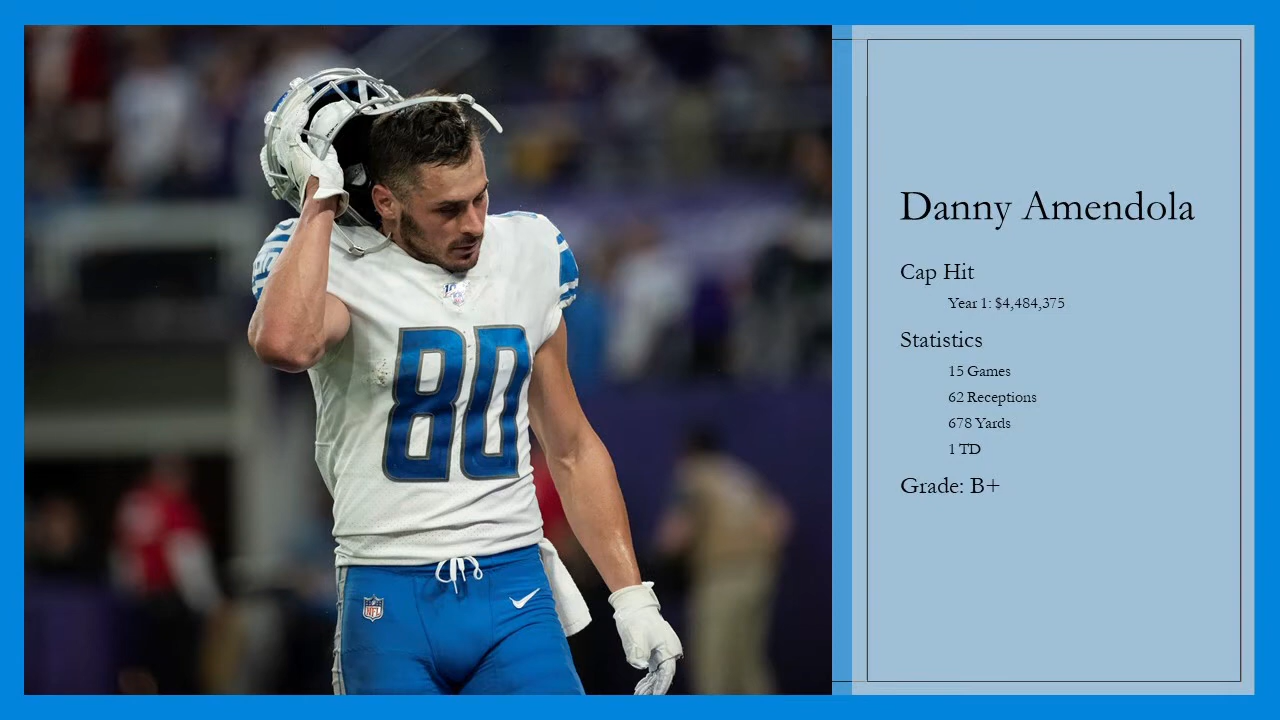 80
NFL
Danny Amendola
Cap Hit
Year 1: $4,484,375
Statistics
15 Games
62 Receptions
678 Yards
1 TD
Grade: B+